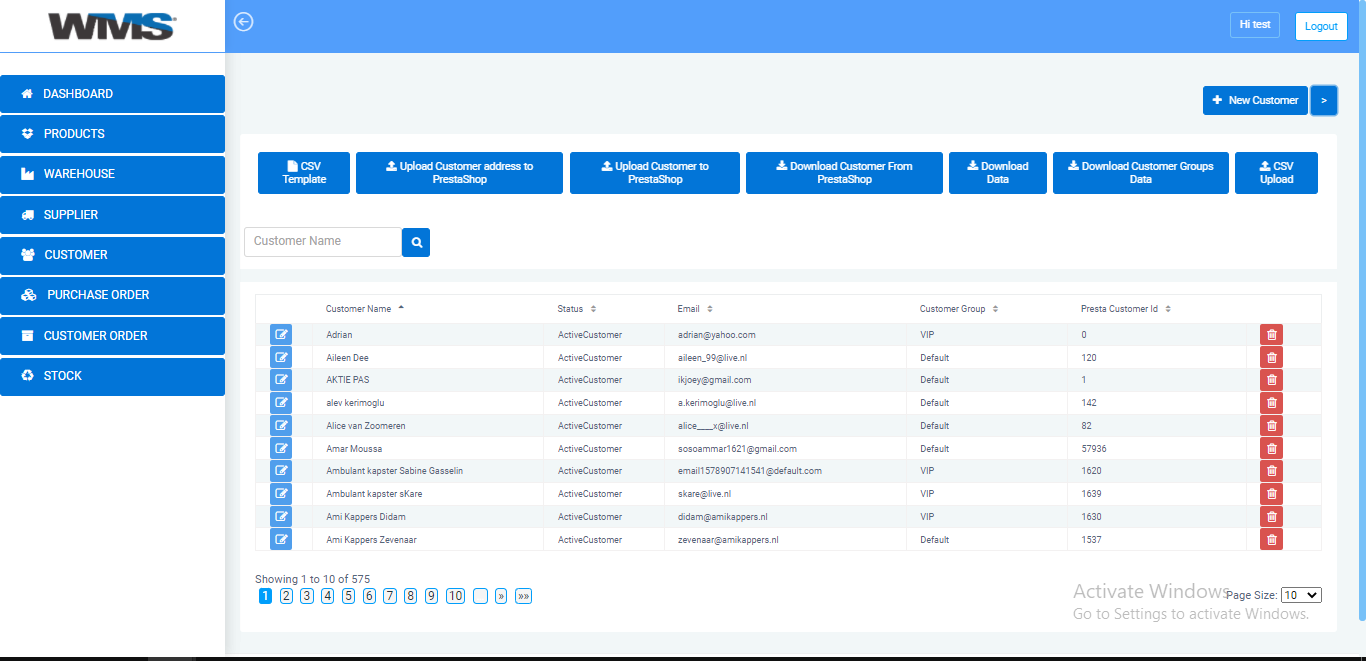 WMS
Hi test
Logout
DASHBOARD
PRODUCTS
WAREHOUSE
SUPPLIER
CUSTOMER
PURCHASE ORDER
CUSTOMER ORDER
STOCK
New Customer
>
CSV
Template
Upload Customer address to
PrestaShop
Upload Customer to
PrestaShop
Download Customer From
PrestaShop
Download
Data
Download Customer Groups
Data
CSV
Upload
Customer Name
Customer Name Status Email Customer Group Presta Customer Id
Adrian ActiveCustomer adrian@yahoo.com VIP 0
Aileen Dee ActiveCustomer aileen_99@live.nl Default 120
AKTIE PAS ActiveCustomer ikjoey@gmail.com Default 1
alev kerimoglu ActiveCustomer a.kerimoglu@live.nl Default 142
Alice van Zoomeren ActiveCustomer alice____x@live.nl Default 82
Amar Moussa ActiveCustomer sosoammar1621@gmail.com Default 57936
Ambulant kapster Sabine Gasselin ActiveCustomer email1578907141541@default.com VIP 1620
Ambulant kapster sKare ActiveCustomer skare@live.nl VIP 1639
Ami Kappers Didam ActiveCustomer didam@amikappers.nl VIP 1630
Ami Kappers Zevenaar ActiveCustomer zevenaar@amikappers.nl Default 1537
Showing 1 to 10 of 575
1 2 3 4 5 6 7 8 9 10 » »»
Page Size: 10
Activate Windows
Go to Settings to activate Windows.